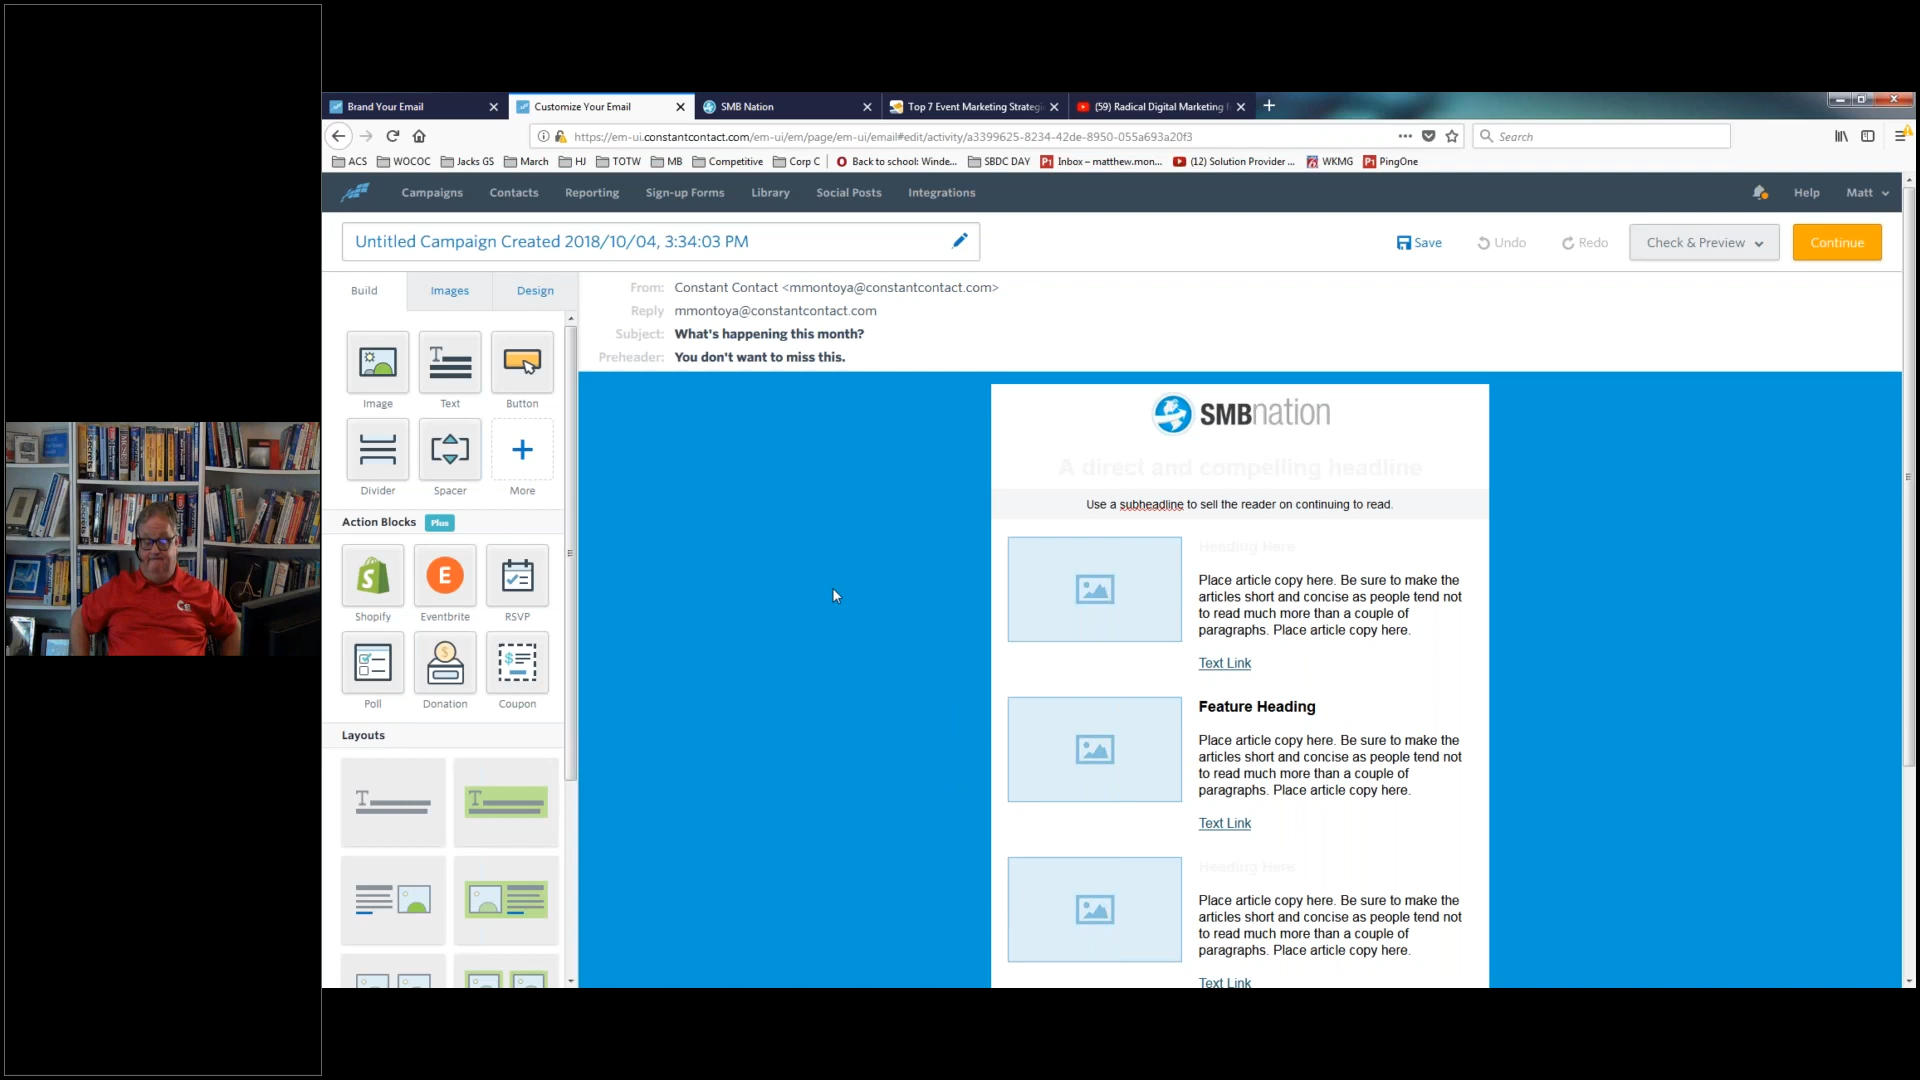 Brand Your Email
Customize Your Email
SMB Nation
Top 7 Event Marketing Strategi
(59) Radical Digital Marketing
https://em-ui.constantcontact.com/em-ui/em/page/em-ui/email#edit/activity/a3399625-8234-42de-8950-055a693a20f3
Search
ACS
WOCOC
Jacks GS
March
HJ
TOTW
MB
Competitive
Corp C
Back to school: Winde...
SBDC DAY
Inbox – matthew.mon...
(12) Solution Provider ...
WKMG
PingOne
Campaigns
Contacts
Reporting
Sign-up Forms
Library
Social Posts
Integrations
Help
Matt
Untitled Campaign Created 2018/10/04, 3:34:03 PM
Save
Undo
Redo
Check & Preview
Continue
Build
Images
Design
From: Constant Contact <mmontoya@constantcontact.com>
Reply mmontoya@constantcontact.com
Subject: What's happening this month?
Preheader: You don't want to miss this.
Image
Text
Button
Divider
Spacer
More
Action Blocks Plus
Shopify
Eventbrite
RSVP
Poll
Donation
Coupon
Layouts
SMBnation
A direct and compelling headline
Use a subheadline to sell the reader on continuing to read.
Heading Here
Place article copy here. Be sure to make the
articles short and concise as people tend not
to read much more than a couple of
paragraphs. Place article copy here.
Text Link
Feature Heading
Place article copy here. Be sure to make the
articles short and concise as people tend not
to read much more than a couple of
paragraphs. Place article copy here.
Text Link
Heading Here
Place article copy here. Be sure to make the
articles short and concise as people tend not
to read much more than a couple of
paragraphs. Place article copy here.
Text Link